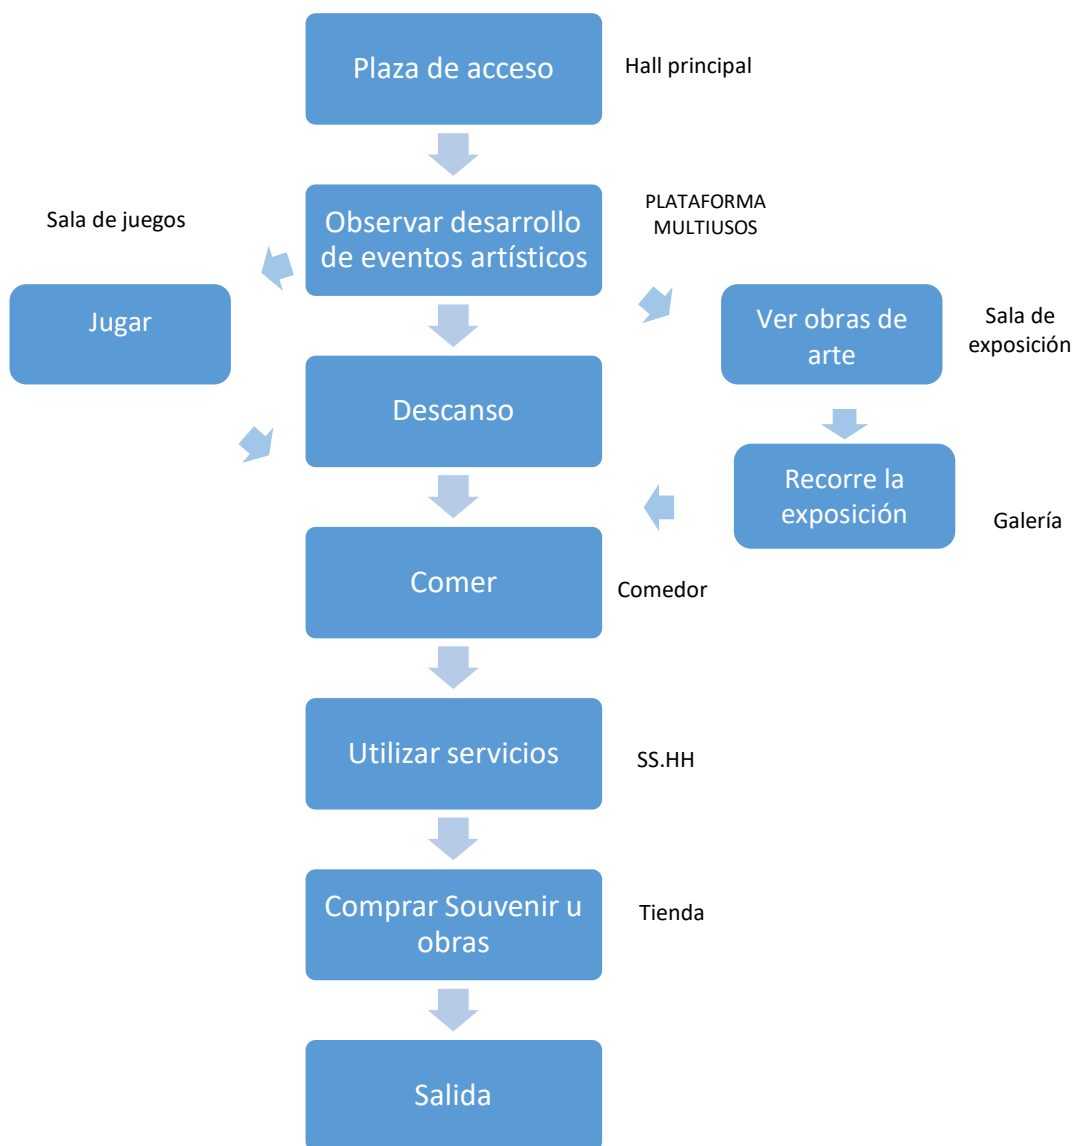 Plaza de acceso
Hall principal
Sala de juegos
Observar desarrollo
de eventos artísticos
PLATAFORMA
MULTIUSOS
Jugar
Ver obras de
arte
Sala de
exposición
Descanso
Recorre la
exposición
Galería
Comer
Comedor
Utilizar servicios
SS.HH
Comprar Souvenir u
obras
Tienda
Salida